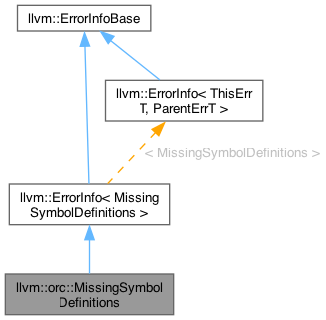 llvm::ErrorInfoBase
llvm::ErrorInfo< ThisErr
T, ParentErrT >
< MissingSymbolDefinitions >
llvm::ErrorInfo< Missing
SymbolDefinitions >
llvm::orc::MissingSymbol
Definitions